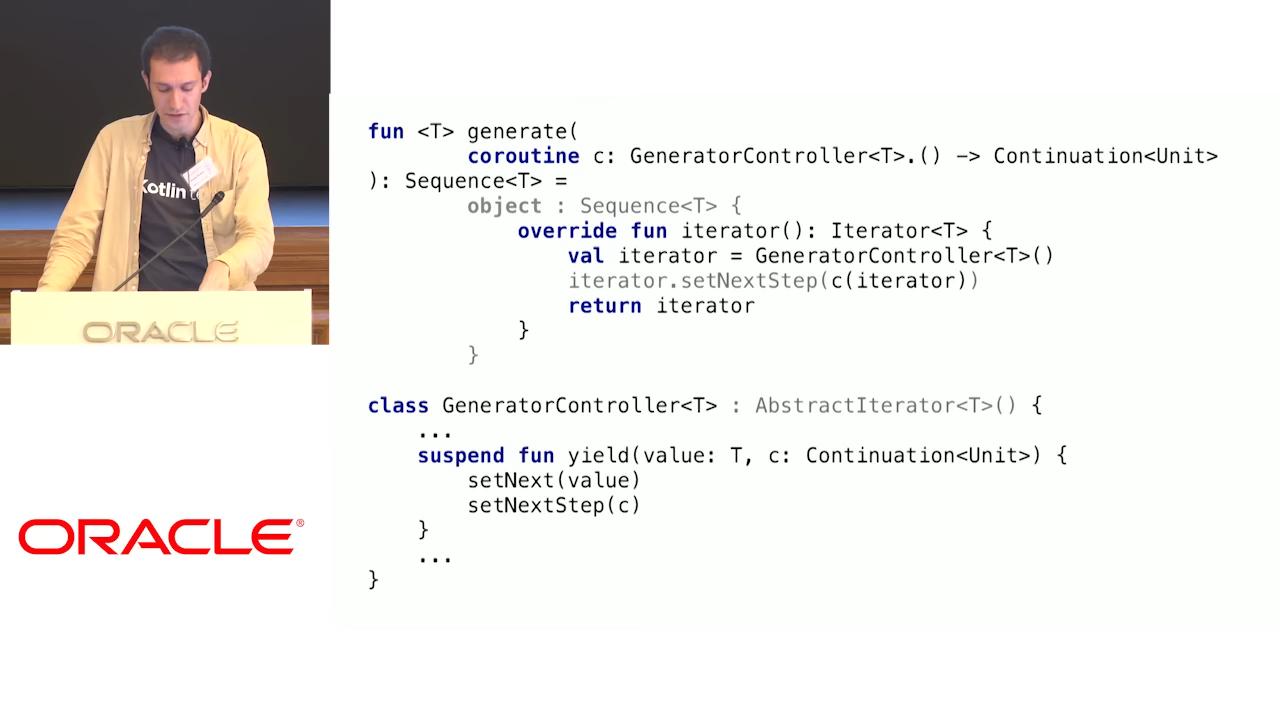 Kotlin
ORACLE
fun <T> generate(
coroutine c: GeneratorController<T>.() -> Continuation<Unit>
): Sequence<T> =
object : Sequence<T> {
override fun iterator(): Iterator<T> {
val iterator = GeneratorController<T>()
iterator.setNextStep(c(iterator))
return iterator
}
}
class GeneratorController<T> : AbstractIterator<T>() {
...
suspend fun yield(value: T, c: Continuation<Unit>) {
setNext(value)
setNextStep(c)
}
...
}
ORACLE®